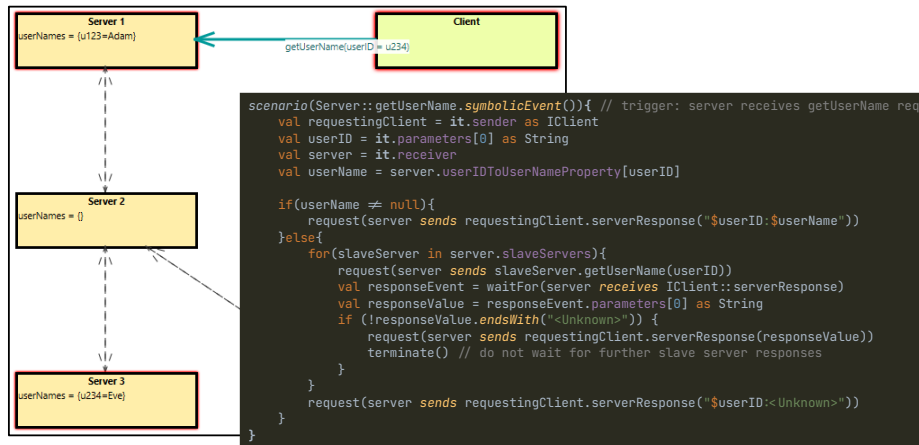 Server 1
userNames = {u123=Adam}
Client
getUserName(userID = u234)
Server 2
userNames = {}
Server 3
userNames = {u234=Eve}
scenario(Server::getUserName.symbolicEvent()){ // trigger: server receives getUserName req
val requestingClient = it.sender as IClient
val userID = it.parameters[0] as String
val server = it.receiver
val userName = server.userIDToUserNameProperty[userID]
if(userName ≠ null){
request(server sends requestingClient.serverResponse("$userID:$userName"))
}else{
for(slaveServer in server.slaveServers){
request(server sends slaveServer.getUserName(userID))
val responseEvent = waitFor(server receives IClient::serverResponse)
val responseValue = responseEvent.parameters[0] as String
if (!responseValue.endsWith("<Unknown>")) {
request(server sends requestingClient.serverResponse(responseValue))
terminate() // do not wait for further slave server responses
}
}
request(server sends requestingClient.serverResponse("$userID:<Unknown>"))
}
}